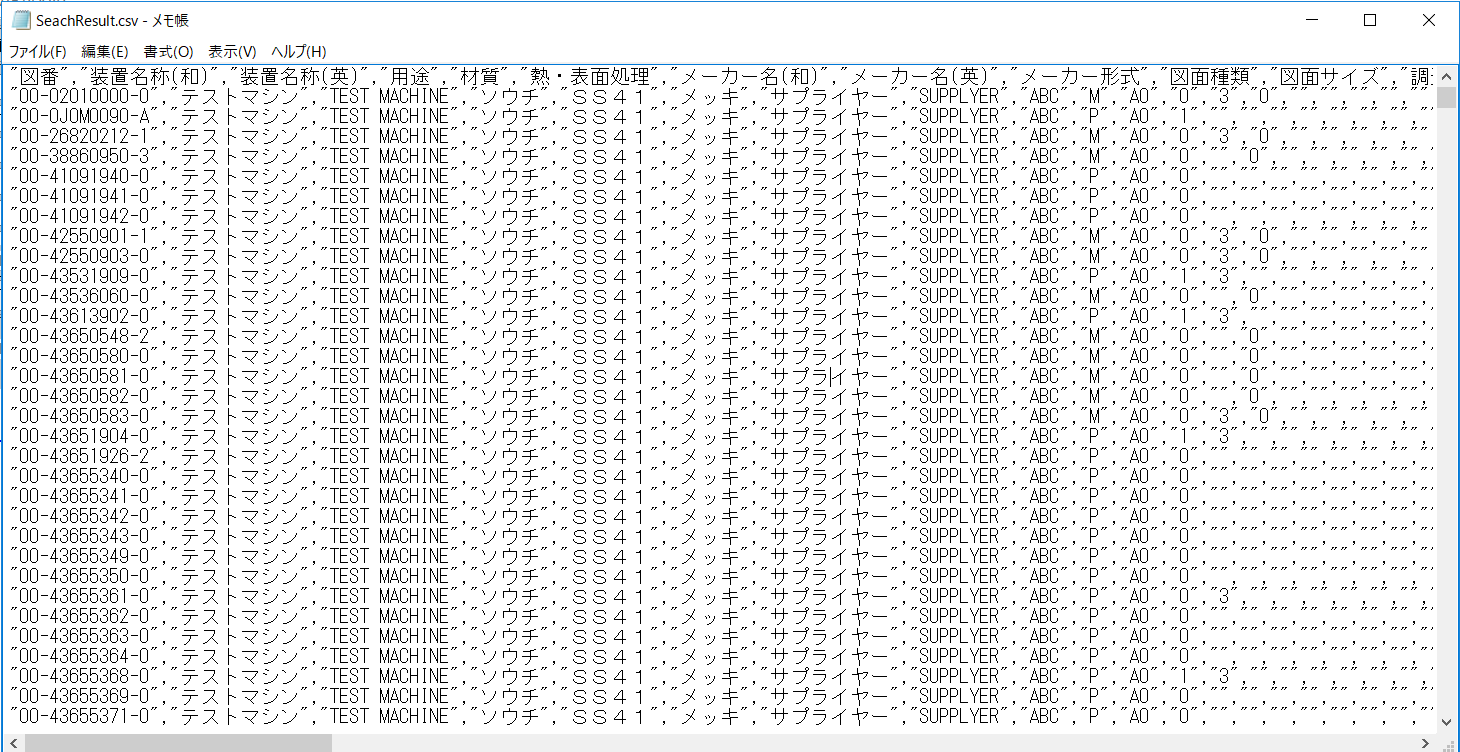 SeachResult.csv - メモ帳
ファイル(F) 編集(E) 書式(O) 表示(V) ヘルプ(H)
"図番","装置名称(和)","装置名称(英)","用途","材質","熱・表面処理","メーカー名(和)","メーカー名(英)","メーカー形式","図面種類","図面サイズ","調
"00-02010000-0","テストマシン","TEST MACHINE","ソウチ","ＳＳ４１","メッキ","サプライヤー","SUPPLYER","ABC","M","A0","0","3","0","","","","",""
"00-0J0M0090-A","テストマシン","TEST MACHINE","ソウチ","ＳＳ４１","メッキ","サプライヤー","SUPPLYER","ABC","P","A0","1","","","","","","","","
"00-26820212-1","テストマシン","TEST MACHINE","ソウチ","ＳＳ４１","メッキ","サプライヤー","SUPPLYER","ABC","M","A0","0","3","0","","","","",""
"00-38860950-3","テストマシン","TEST MACHINE","ソウチ","ＳＳ４１","メッキ","サプライヤー","SUPPLYER","ABC","M","A0","0","","0","","","","","",
"00-41091940-0","テストマシン","TEST MACHINE","ソウチ","ＳＳ４１","メッキ","サプライヤー","SUPPLYER","ABC","P","A0","0","","","","","","","","
"00-41091941-0","テストマシン","TEST MACHINE","ソウチ","ＳＳ４１","メッキ","サプライヤー","SUPPLYER","ABC","P","A0","0","","","","","","","","
"00-41091942-0","テストマシン","TEST MACHINE","ソウチ","ＳＳ４１","メッキ","サプライヤー","SUPPLYER","ABC","P","A0","0","","","","","","","","
"00-42550901-1","テストマシン","TEST MACHINE","ソウチ","ＳＳ４１","メッキ","サプライヤー","SUPPLYER","ABC","M","A0","0","3","0","","","","",""
"00-42550903-0","テストマシン","TEST MACHINE","ソウチ","ＳＳ４１","メッキ","サプライヤー","SUPPLYER","ABC","M","A0","0","3","0","","","","",""
"00-43531909-0","テストマシン","TEST MACHINE","ソウチ","ＳＳ４１","メッキ","サプライヤー","SUPPLYER","ABC","P","A0","1","3","","","","","","",
"00-43536060-0","テストマシン","TEST MACHINE","ソウチ","ＳＳ４１","メッキ","サプライヤー","SUPPLYER","ABC","M","A0","0","","0","","","","","",
"00-43613902-0","テストマシン","TEST MACHINE","ソウチ","ＳＳ４１","メッキ","サプライヤー","SUPPLYER","ABC","P","A0","1","3","","","","","","",
"00-43650548-2","テストマシン","TEST MACHINE","ソウチ","ＳＳ４１","メッキ","サプライヤー","SUPPLYER","ABC","M","A0","0","","0","","","","","",
"00-43650580-0","テストマシン","TEST MACHINE","ソウチ","ＳＳ４１","メッキ","サプライヤー","SUPPLYER","ABC","M","A0","0","","0","","","","","",
"00-43650581-0","テストマシン","TEST MACHINE","ソウチ","ＳＳ４１","メッキ","サプライヤー","SUPPLYER","ABC","M","A0","0","","0","","","","","",
"00-43650582-0","テストマシン","TEST MACHINE","ソウチ","ＳＳ４１","メッキ","サプライヤー","SUPPLYER","ABC","M","A0","0","","0","","","","","",
"00-43650583-0","テストマシン","TEST MACHINE","ソウチ","ＳＳ４１","メッキ","サプライヤー","SUPPLYER","ABC","M","A0","0","3","0","","","","",""
"00-43651904-0","テストマシン","TEST MACHINE","ソウチ","ＳＳ４１","メッキ","サプライヤー","SUPPLYER","ABC","P","A0","1","3","","","","","","",
"00-43651926-2","テストマシン","TEST MACHINE","ソウチ","ＳＳ４１","メッキ","サプライヤー","SUPPLYER","ABC","P","A0","0","","","","","","","","
"00-43655340-0","テストマシン","TEST MACHINE","ソウチ","ＳＳ４１","メッキ","サプライヤー","SUPPLYER","ABC","P","A0","0","","","","","","","","
"00-43655341-0","テストマシン","TEST MACHINE","ソウチ","ＳＳ４１","メッキ","サプライヤー","SUPPLYER","ABC","P","A0","0","","","","","","","","
"00-43655342-0","テストマシン","TEST MACHINE","ソウチ","ＳＳ４１","メッキ","サプライヤー","SUPPLYER","ABC","P","A0","0","","","","","","","","
"00-43655343-0","テストマシン","TEST MACHINE","ソウチ","ＳＳ４１","メッキ","サプライヤー","SUPPLYER","ABC","P","A0","0","","","","","","","","
"00-43655349-0","テストマシン","TEST MACHINE","ソウチ","ＳＳ４１","メッキ","サプライヤー","SUPPLYER","ABC","P","A0","0","","","","","","","","
"00-43655350-0","テストマシン","TEST MACHINE","ソウチ","ＳＳ４１","メッキ","サプライヤー","SUPPLYER","ABC","P","A0","0","","","","","","","","
"00-43655361-0","テストマシン","TEST MACHINE","ソウチ","ＳＳ４１","メッキ","サプライヤー","SUPPLYER","ABC","P","A0","0","3","","","","","","",
"00-43655362-0","テストマシン","TEST MACHINE","ソウチ","ＳＳ４１","メッキ","サプライヤー","SUPPLYER","ABC","P","A0","0","","","","","","","","
"00-43655363-0","テストマシン","TEST MACHINE","ソウチ","ＳＳ４１","メッキ","サプライヤー","SUPPLYER","ABC","P","A0","0","","","","","","","","
"00-43655364-0","テストマシン","TEST MACHINE","ソウチ","ＳＳ４１","メッキ","サプライヤー","SUPPLYER","ABC","P","A0","0","","","","","","","","
"00-43655368-0","テストマシン","TEST MACHINE","ソウチ","ＳＳ４１","メッキ","サプライヤー","SUPPLYER","ABC","P","A0","1","3","","","","","","",
"00-43655369-0","テストマシン","TEST MACHINE","ソウチ","ＳＳ４１","メッキ","サプライヤー","SUPPLYER","ABC","P","A0","0","","","","","","","","
"00-43655371-0","テストマシン","TEST MACHINE","ソウチ","ＳＳ４１","メッキ","サプライヤー","SUPPLYER","ABC","P","A0","0","","","","","","","","